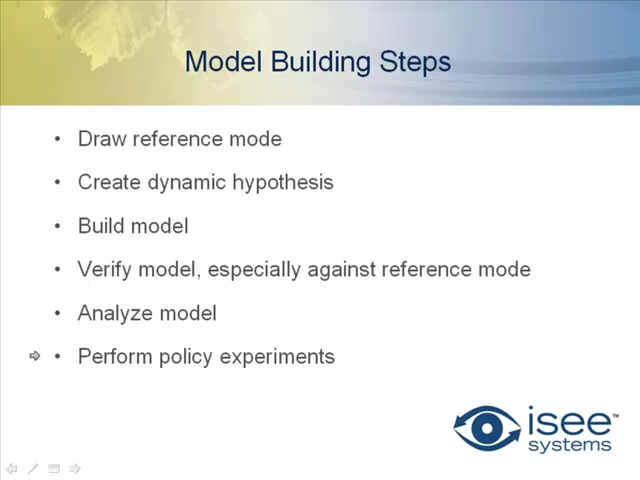 Model Building Steps
• Draw reference mode
• Create dynamic hypothesis
• Build model
• Verify model, especially against reference mode
• Analyze model
• Perform policy experiments
isee™
systems